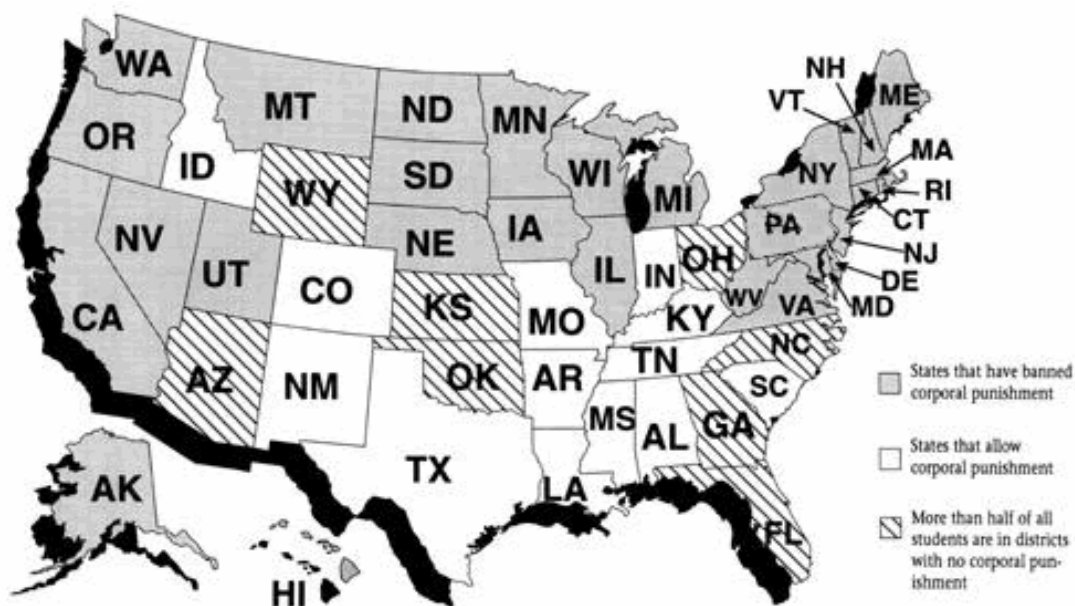 WA
MT
ND
MN
NH
VT
ME
OR
ID
WY
SD
WI
MI
NY
MA
RI
CT
NV
UT
NE
IA
IL
IN
OH
PA
NJ
DE
MD
CA
CO
KS
MO
KY
WV
VA
AZ
NM
OK
AR
TN
NC
SC
TX
LA
MS
AL
GA
FL
AK
HI
States that have banned
corporal punishment
States that allow
corporal punishment
More than half of all
students are in districts
with no corporal pun-
ishment